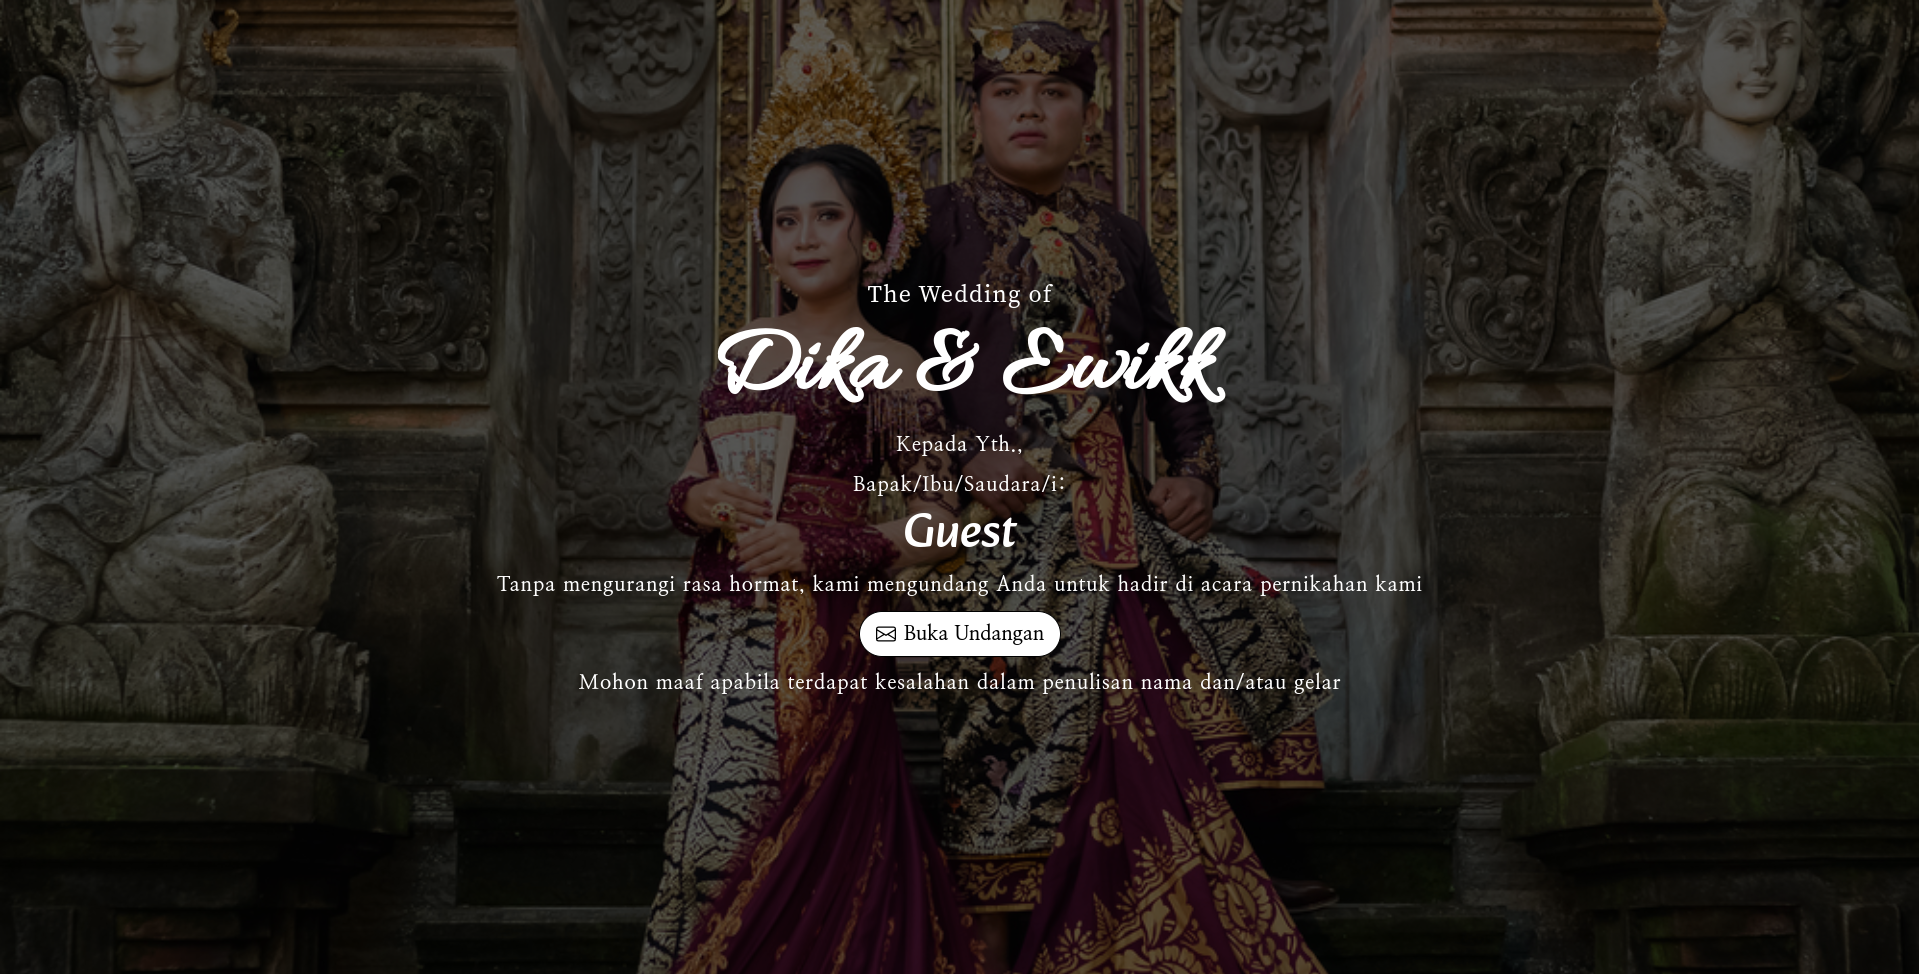 The Wedding of
Dika & Ewikk
Kepada Yth.,
Bapak/Ibu/Saudara/i:
Guest
Tanpa mengurangi rasa hormat, kami mengundang Anda untuk hadir di acara pernikahan kami
Buka Undangan
Mohon maaf apabila terdapat kesalahan dalam penulisan nama dan/atau gelar